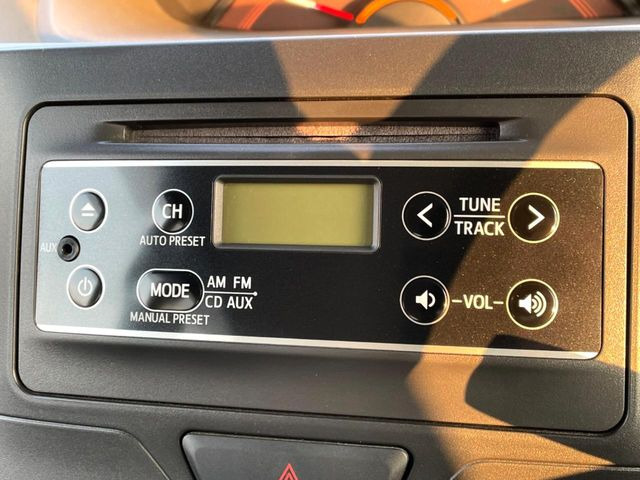 CH
AUTO PRESET
AUX
MODE
AM FM
CD AUX
MANUAL PRESET
TUNE
TRACK
-VOL-